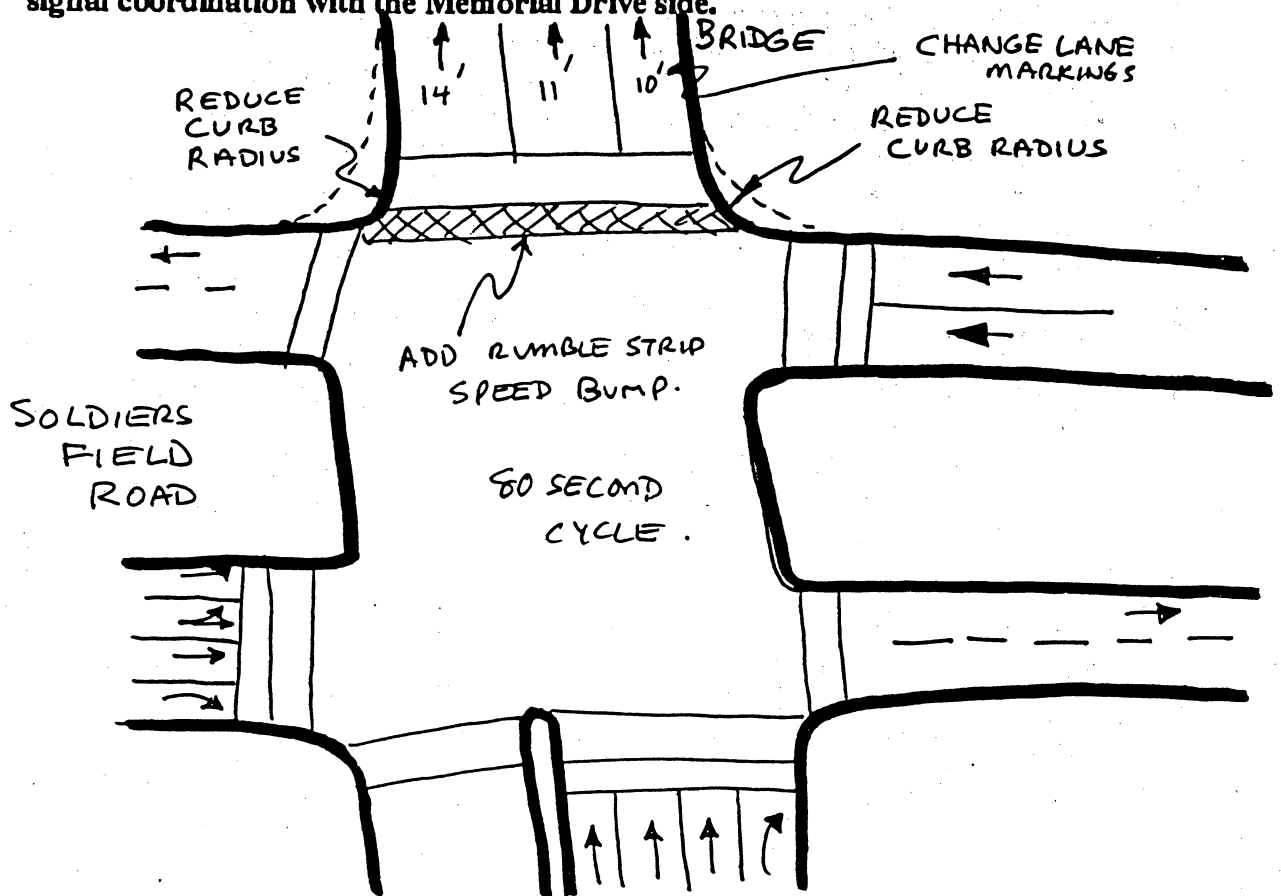 signal coordination with the Memorial Drive side.
BRIDGE
CHANGE LANE
MARKINGS
14' 11' 10'
REDUCE
CURB
RADIUS
REDUCE
CURB RADIUS
ADD RUMBLE STRIP
SPEED BUMP.
SOLDIERS
FIELD
ROAD
80 SECOND
CYCLE.